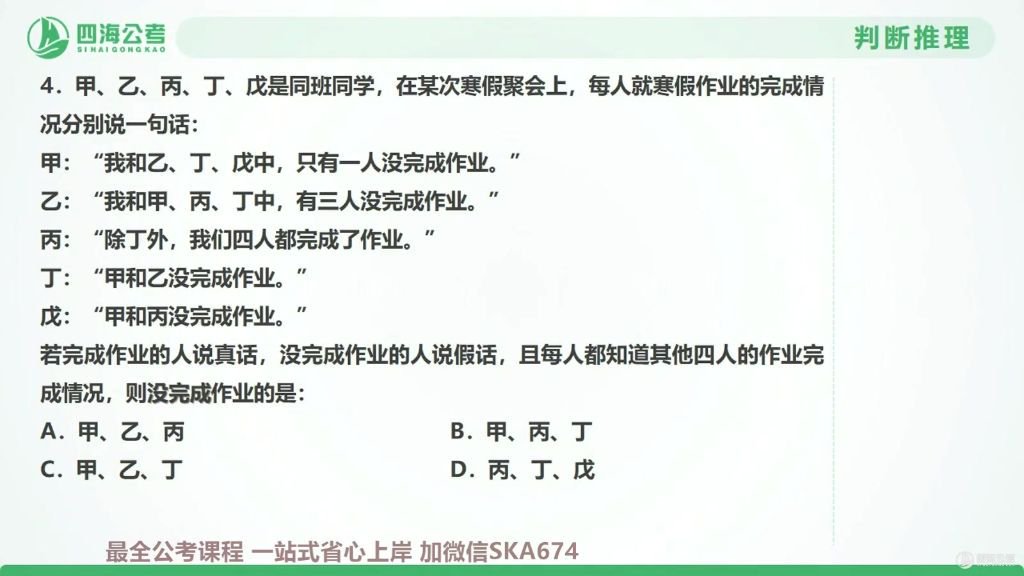 四海公考
SIHAIGONGKAO
判断推理
4. 甲、乙、丙、丁、戊是同班同学，在某次寒假聚会上，每人就寒假作业的完成情
况分别说一句话：
甲：“我和乙、丁、戊中，只有一人没完成作业。”
乙：“我和甲、丙、丁中，有三人没完成作业。”
丙：“除丁外，我们四人都完成了作业。”
丁：“甲和乙没完成作业。”
戊：“甲和丙没完成作业。”
若完成作业的人说真话，没完成作业的人说假话，且每人都知道其他四人的作业完
成情况，则没完成作业的是：
A. 甲、乙、丙 B. 甲、丙、丁
C. 甲、乙、丁 D. 丙、丁、戊
最全公考课程 一站式省心上岸 加微信SKA674